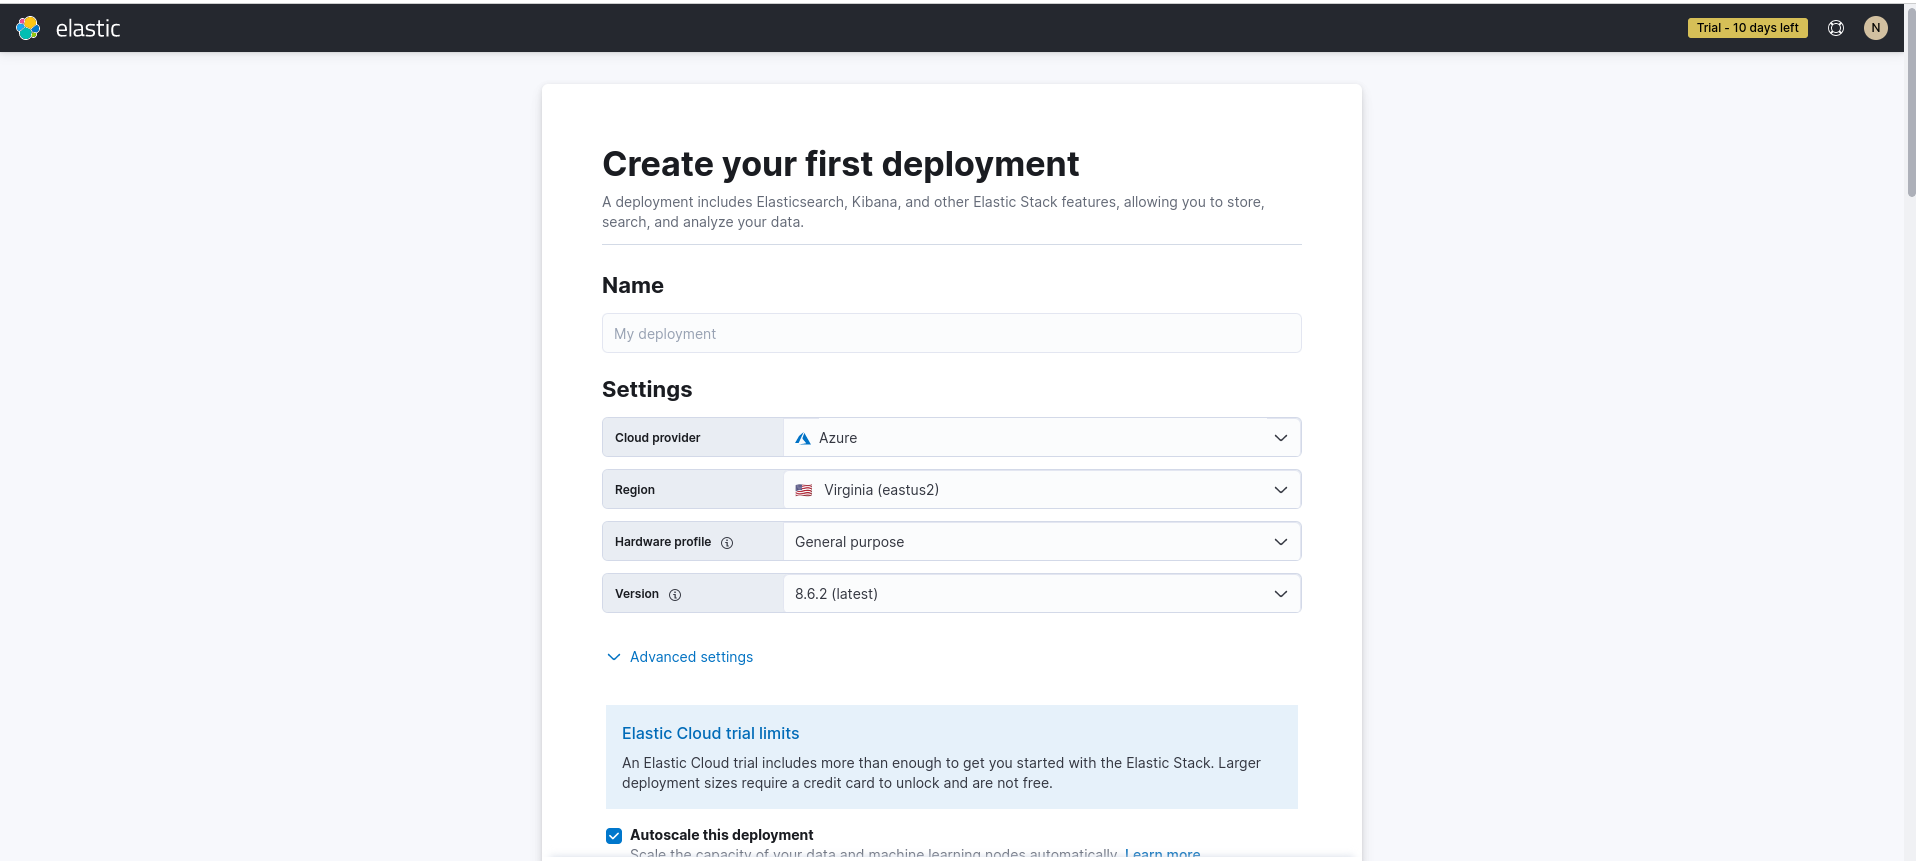 elastic
Trial - 10 days left
N
Create your first deployment
A deployment includes Elasticsearch, Kibana, and other Elastic Stack features, allowing you to store,
search, and analyze your data.
Name
My deployment
Settings
Cloud provider
Azure
Region
Virginia (eastus2)
Hardware profile
General purpose
Version
8.6.2 (latest)
Advanced settings
Elastic Cloud trial limits
An Elastic Cloud trial includes more than enough to get you started with the Elastic Stack. Larger
deployment sizes require a credit card to unlock and are not free.
Autoscale this deployment
Scale the capacity of your data and machine learning nodes automatically. Learn more